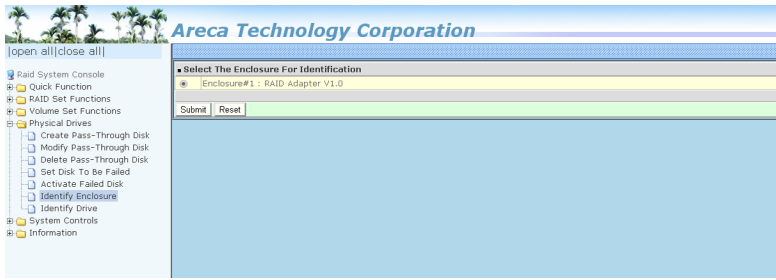 Areca Technology Corporation
|open all|close all|
Raid System Console
Quick Function
RAID Set Functions
Volume Set Functions
Physical Drives
Create Pass-Through Disk
Modify Pass-Through Disk
Delete Pass-Through Disk
Set Disk To Be Failed
Activate Failed Disk
Identify Enclosure
Identify Drive
System Controls
Information
Select The Enclosure For Identification
Enclosure#1 : RAID Adapter V1.0
Submit Reset